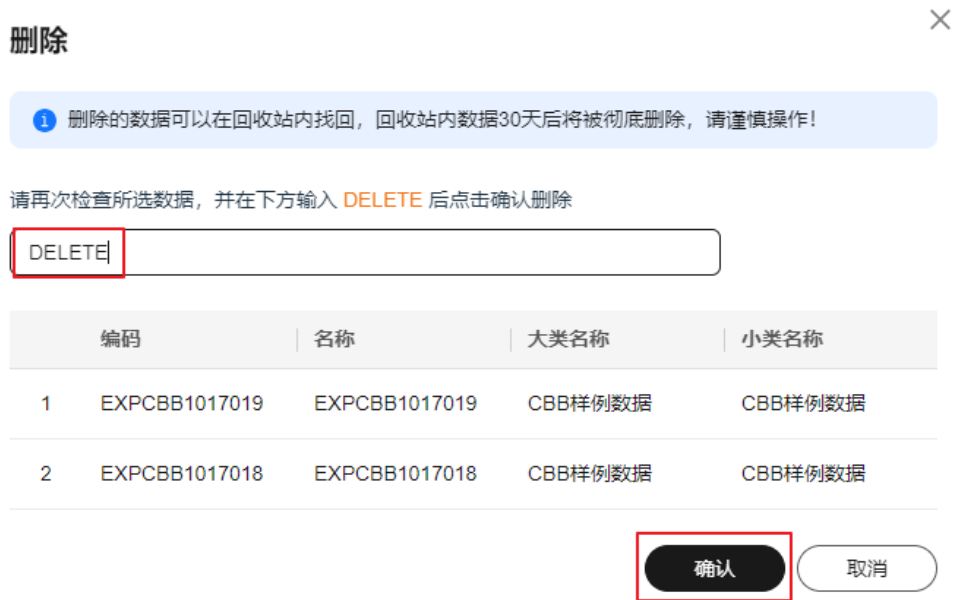 删除
删除的数据可以在回收站内找回，回收站内数据30天后将被彻底删除，请谨慎操作！
请再次检查所选数据，并在下方输入 DELETE 后点击确认删除
DELETE
编码 名称 大类名称 小类名称
1 EXPCBB1017019 EXPCBB1017019 CBB样例数据 CBB样例数据
2 EXPCBB1017018 EXPCBB1017018 CBB样例数据 CBB样例数据
确认 取消